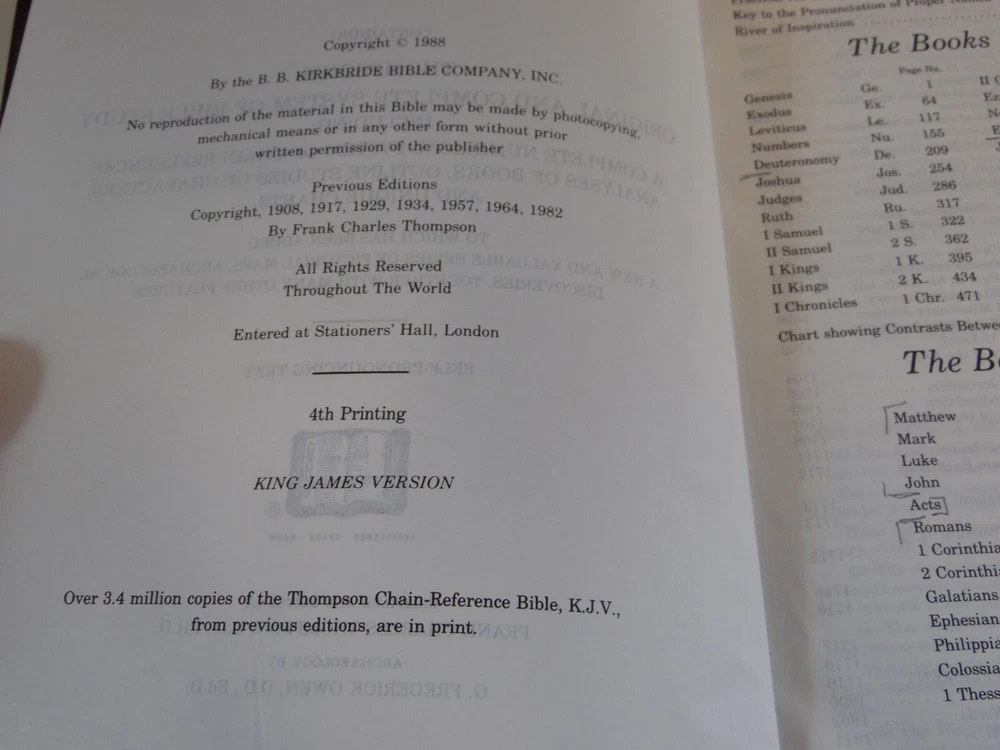 Copyright © 1988
By the B. B. KIRKBRIDE BIBLE COMPANY, INC.
No reproduction of the material in this Bible may be made by photocopying,
mechanical means or in any other form without prior
written permission of the publisher
Previous Editions
Copyright, 1908, 1917, 1929, 1934, 1957, 1964, 1982
By Frank Charles Thompson
All Rights Reserved
Throughout The World
Entered at Stationers' Hall, London
4th Printing
KING JAMES VERSION
Over 3.4 million copies of the Thompson Chain-Reference Bible, K.J.V.,
from previous editions, are in print.
Key to the Pronunciation of Proper Names
River of Inspiration
The Books
Page No.
Genesis Ge. 1 II
Exodus Ex. 64
Leviticus Le. 117
Numbers Nu. 155
Deuteronomy De. 209
Joshua Jos. 254
Judges Jud. 286
Ruth Ru. 317
I Samuel 1 S. 322
II Samuel 2 S. 362
I Kings 1 K. 395
II Kings 2 K. 434
I Chronicles 1 Chr. 471
Chart showing Contrasts
The
Matthew
Mark
Luke
John
Acts
Romans
1 Corinthia
2 Corinthi
Galatians
Ephesian
Philippia
Colossia
1 Thess